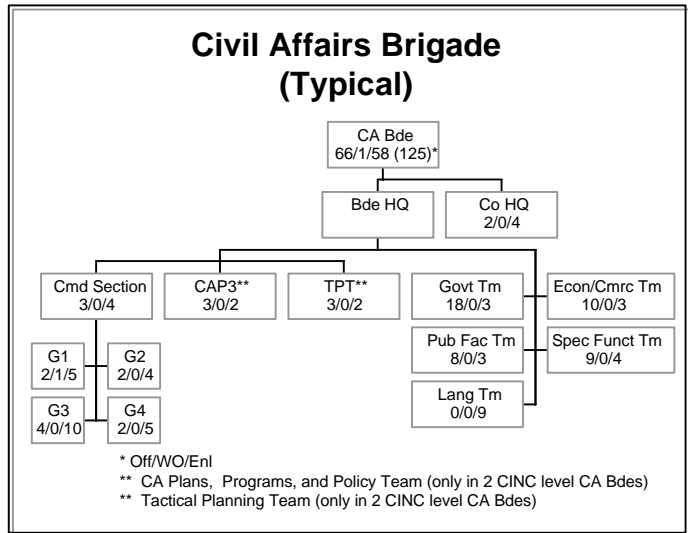 Civil Affairs Brigade
(Typical)
CA Bde
66/1/58 (125)*
Bde HQ
Co HQ
2/0/4
Cmd Section
3/0/4
CAP3**
3/0/2
TPT**
3/0/2
Govt Tm
18/0/3
Econ/Cmrc Tm
10/0/3
G1
2/1/5
G2
2/0/4
Pub Fac Tm
8/0/3
Spec Funct Tm
9/0/4
G3
4/0/10
G4
2/0/5
Lang Tm
0/0/9
* Off/WO/Enl
** CA Plans, Programs, and Policy Team (only in 2 CINC level CA Bdes)
** Tactical Planning Team (only in 2 CINC level CA Bdes)